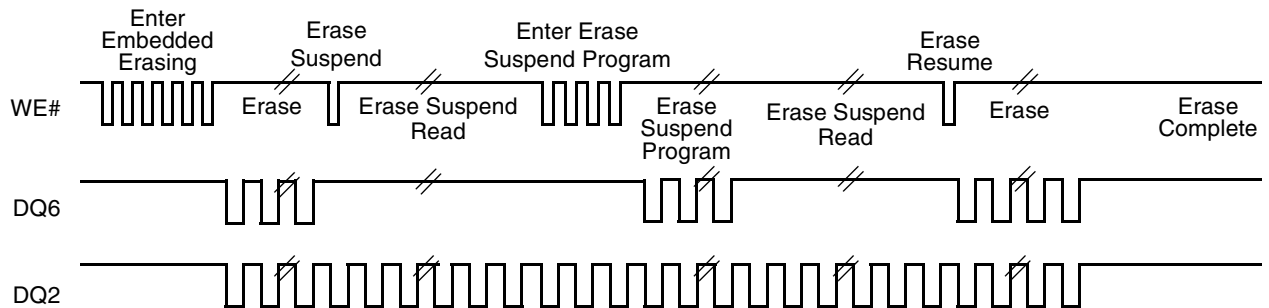 Enter
Embedded
Erasing
Erase
Suspend
Enter Erase
Suspend Program
Erase
Resume
WE#
Erase
Erase Suspend
Read
Erase
Suspend
Program
Erase Suspend
Read
Erase
Erase
Complete
DQ6
DQ2